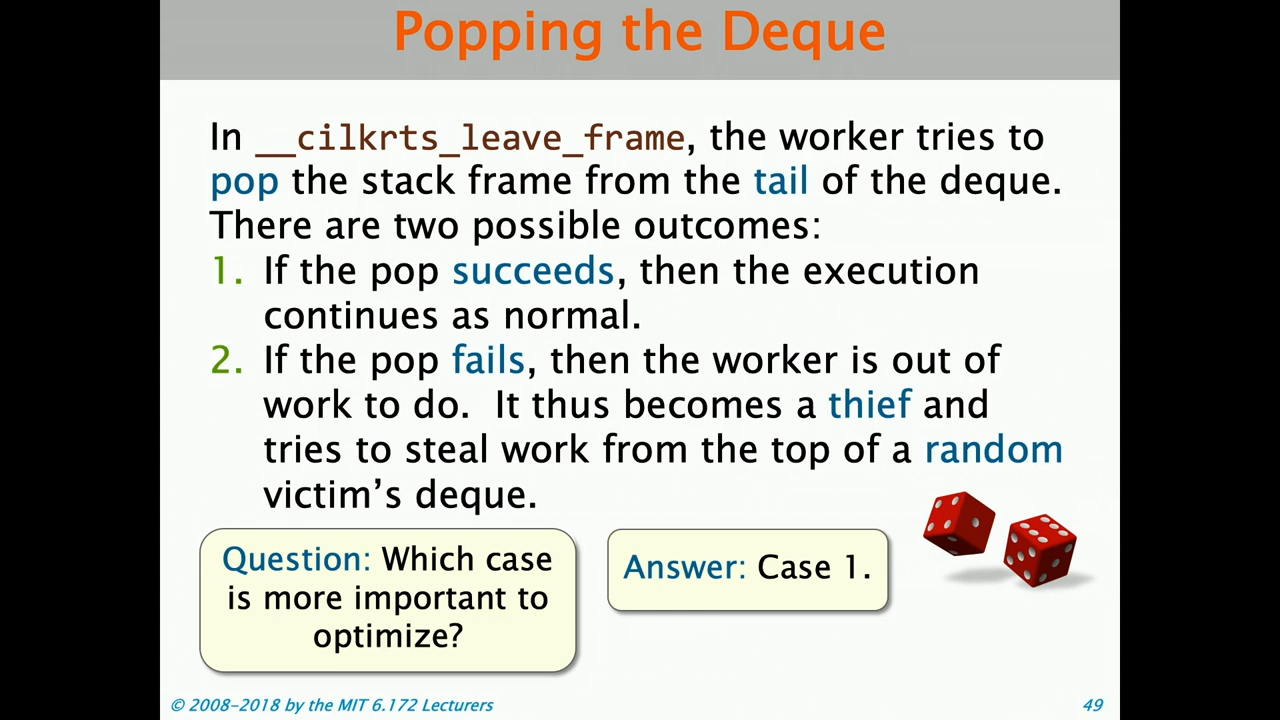 Popping the Deque
In __cilkrts_leave_frame, the worker tries to
pop the stack frame from the tail of the deque.
There are two possible outcomes:
1. If the pop succeeds, then the execution
continues as normal.
2. If the pop fails, then the worker is out of
work to do. It thus becomes a thief and
tries to steal work from the top of a random
victim’s deque.
Question: Which case
is more important to
optimize?
Answer: Case 1.
© 2008–2018 by the MIT 6.172 Lecturers
49